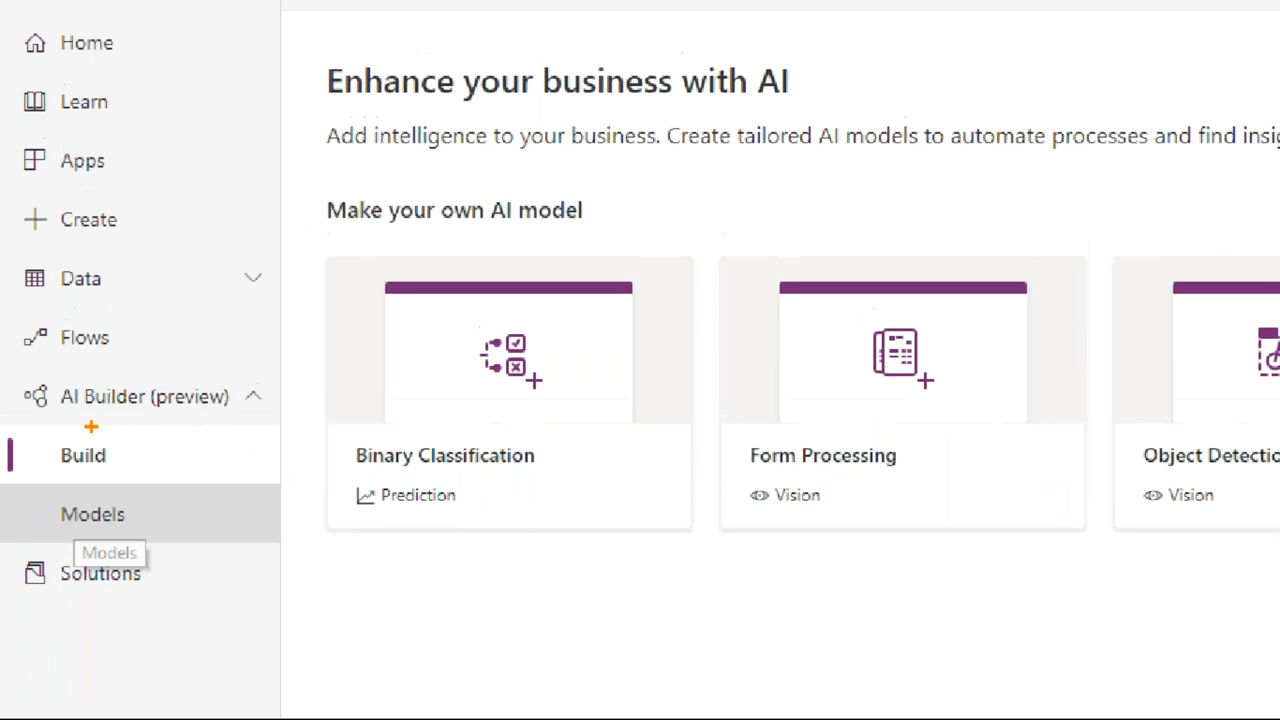 Home
Learn
Apps
Create
Data
Flows
AI Builder (preview)
Build
Models
Models
Solutions
Enhance your business with AI
Add intelligence to your business. Create tailored AI models to automate processes and find
Make your own AI model
Binary Classification
Prediction
Form Processing
Vision
Object
Vision